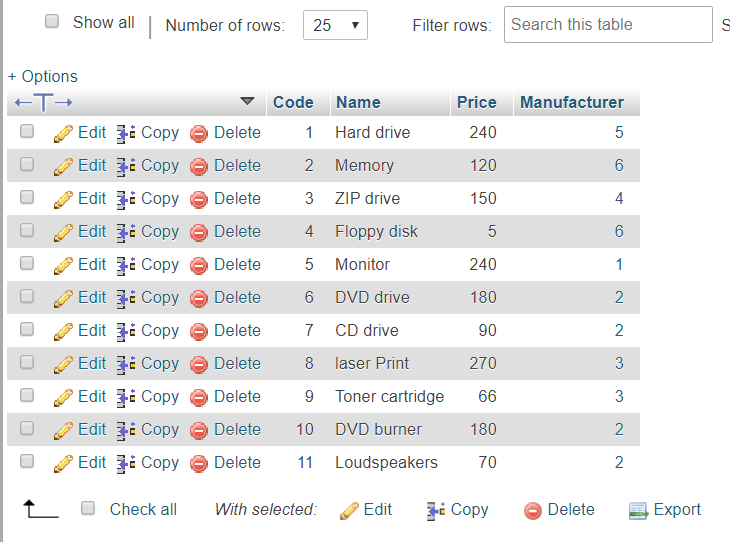 Show all | Number of rows: 25 Filter rows: Search this table S
+ Options
Code Name Price Manufacturer
Edit Copy Delete 1 Hard drive 240 5
Edit Copy Delete 2 Memory 120 6
Edit Copy Delete 3 ZIP drive 150 4
Edit Copy Delete 4 Floppy disk 5 6
Edit Copy Delete 5 Monitor 240 1
Edit Copy Delete 6 DVD drive 180 2
Edit Copy Delete 7 CD drive 90 2
Edit Copy Delete 8 laser Print 270 3
Edit Copy Delete 9 Toner cartridge 66 3
Edit Copy Delete 10 DVD burner 180 2
Edit Copy Delete 11 Loudspeakers 70 2
Check all With selected: Edit Copy Delete Export